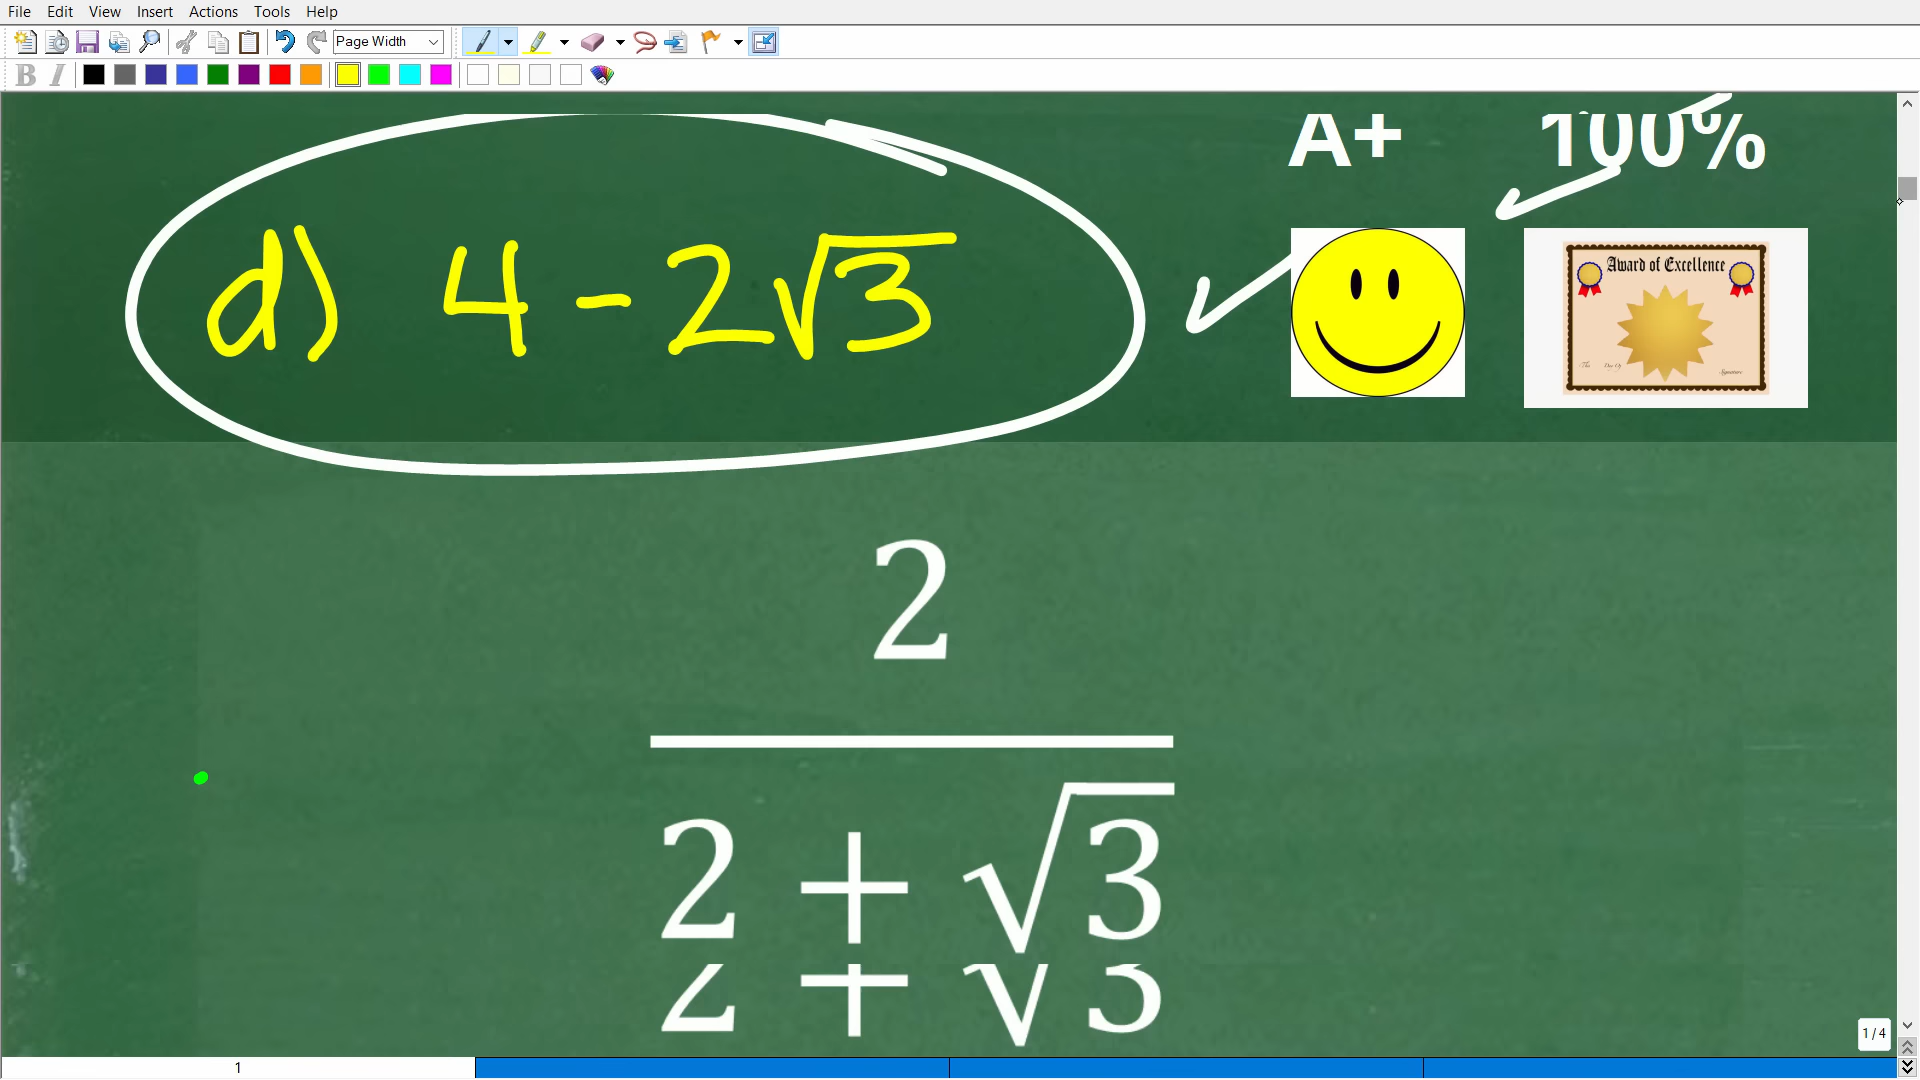 File Edit View Insert Actions Tools Help
Page Width
B I
A+ 100%
d) 4 - 2√3
Award of Excellence
2
2 + √3
2 + √3
1 / 4
1